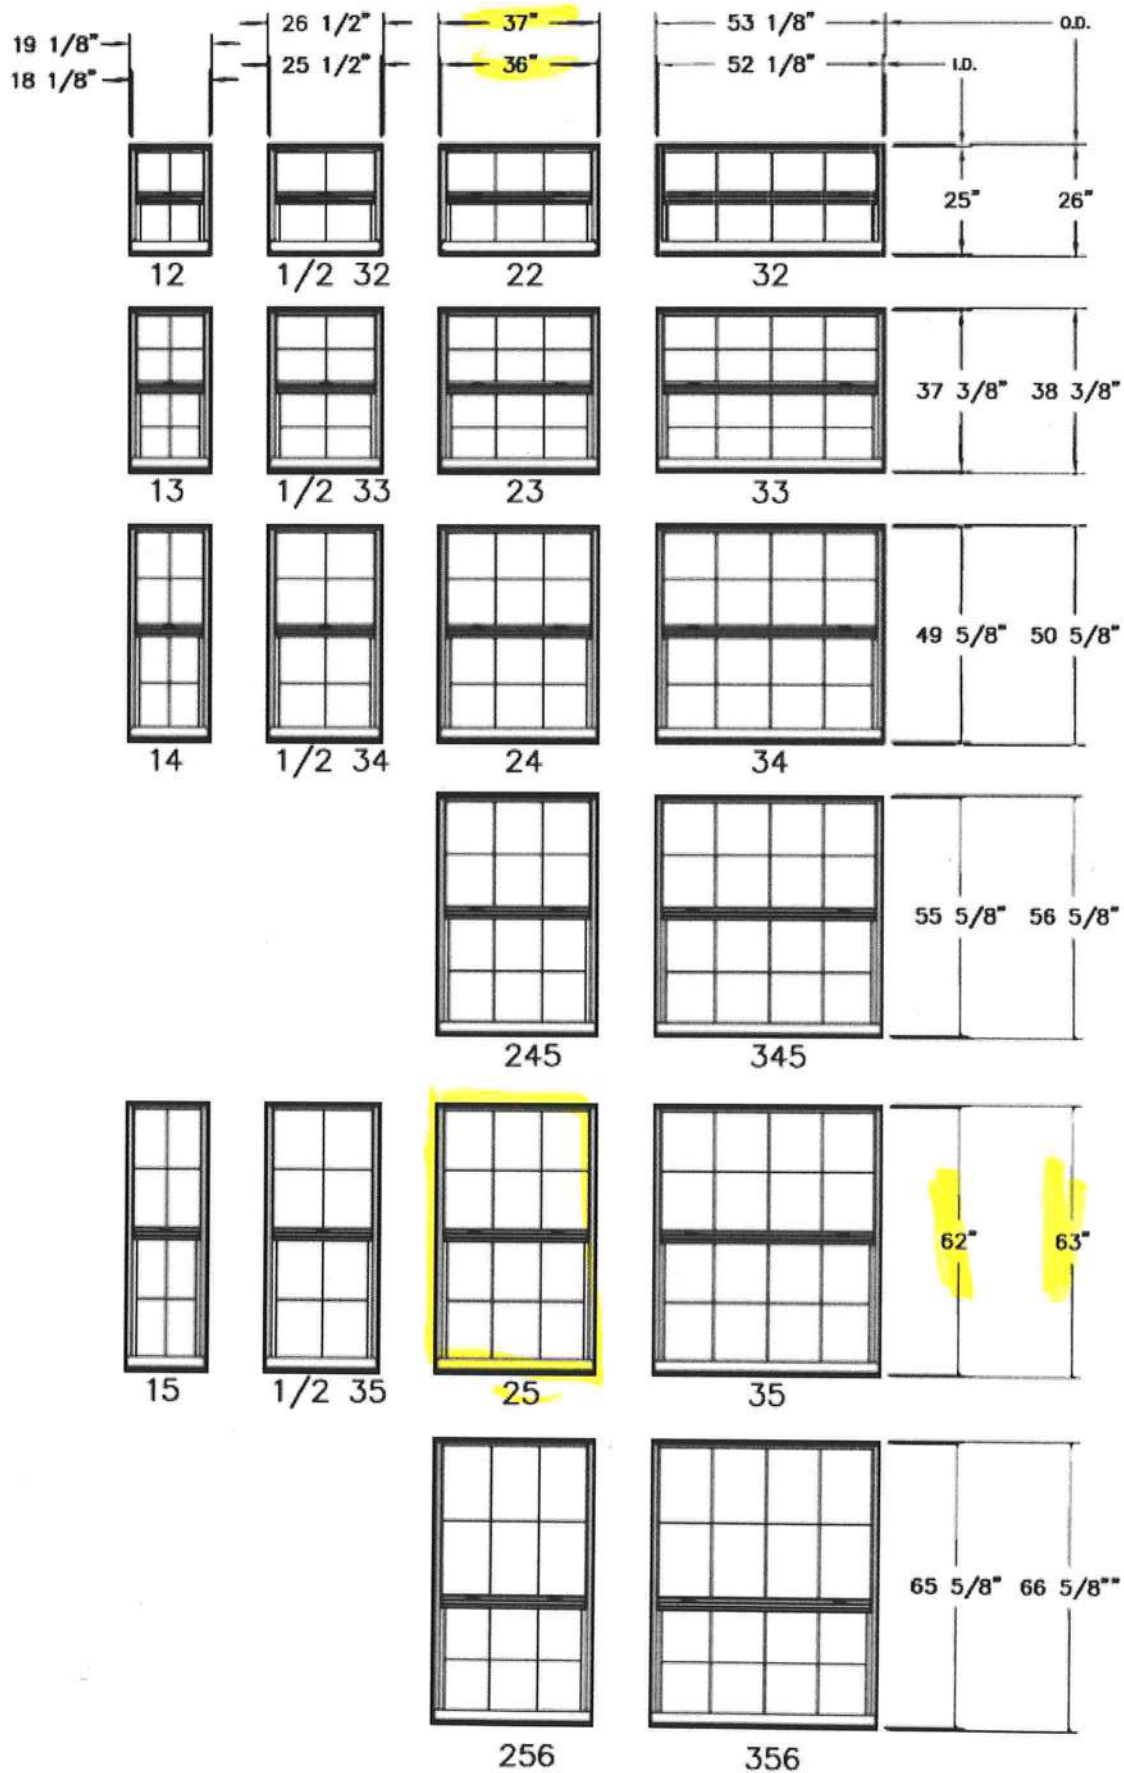 26 1/2" 37" 53 1/8" O.D.
19 1/8"
25 1/2" 36" 52 1/8" I.D.
18 1/8"
25" 26"
12 1/2 32 22 32
37 3/8" 38 3/8"
13 1/2 33 23 33
49 5/8" 50 5/8"
14 1/2 34 24 34
55 5/8" 56 5/8"
245 345
62" 63"
15 1/2 35 25 35
65 5/8" 66 5/8""
256 356